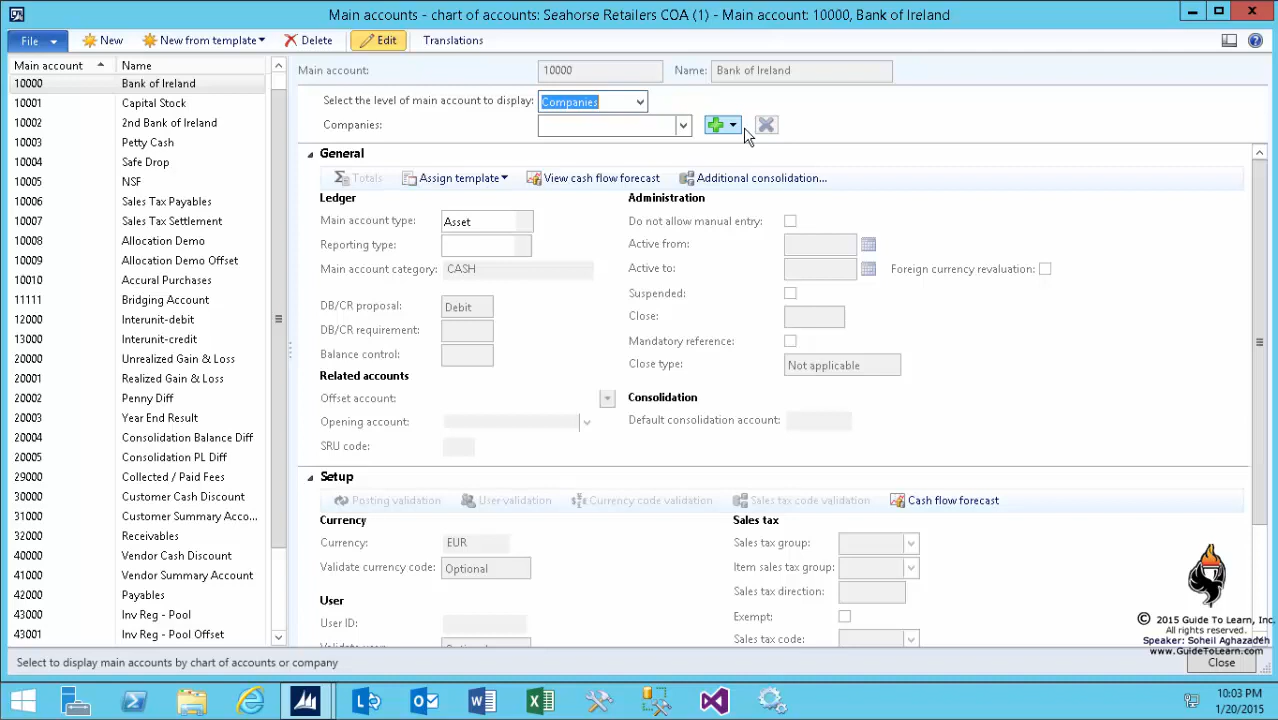 Main accounts - chart of accounts: Seahorse Retailers COA (1) - Main account: 10000, Bank of Ireland
File New New from template Delete Edit Translations
Main account Name
10000 Bank of Ireland
10001 Capital Stock
10002 2nd Bank of Ireland
10003 Petty Cash
10004 Safe Drop
10005 NSF
10006 Sales Tax Payables
10007 Sales Tax Settlement
10008 Allocation Demo
10009 Allocation Demo Offset
10010 Accural Purchases
11111 Bridging Account
12000 Interunit-debit
13000 Interunit-credit
20000 Unrealized Gain & Loss
20001 Realized Gain & Loss
20002 Penny Diff
20003 Year End Result
20004 Consolidation Balance Diff
20005 Consolidation PL Diff
29000 Collected / Paid Fees
30000 Customer Cash Discount
31000 Customer Summary Acco...
32000 Receivables
40000 Vendor Cash Discount
41000 Vendor Summary Account
42000 Payables
43000 Inv Reg - Pool
43001 Inv Reg - Pool Offset
Main account: 10000 Name: Bank of Ireland
Select the level of main account to display: Companies
Companies:
General
Totals Assign template View cash flow forecast Additional consolidation...
Ledger
Main account type: Asset
Reporting type:
Main account category: CASH
DB/CR proposal: Debit
DB/CR requirement:
Balance control:
Related accounts
Offset account:
Opening account:
SRU code:
Administration
Do not allow manual entry:
Active from:
Active to:
Foreign currency revaluation:
Suspended:
Close:
Mandatory reference:
Close type: Not applicable
Consolidation
Default consolidation account:
Setup
Posting validation User validation Currency code validation Sales tax code validation Cash flow forecast
Currency
Currency: EUR
Validate currency code: Optional
User
User ID:
Validate user: Optional
Sales tax
Sales tax group:
Item sales tax group:
Sales tax direction:
Exempt:
Sales tax code:
© 2015 Guide To Learn, Inc.
All rights reserved.
Speaker: Soheil Aghazadeh
www.GuideToLearn.com
Select to display main accounts by chart of accounts or company
Close
10:03 PM
1/20/2015